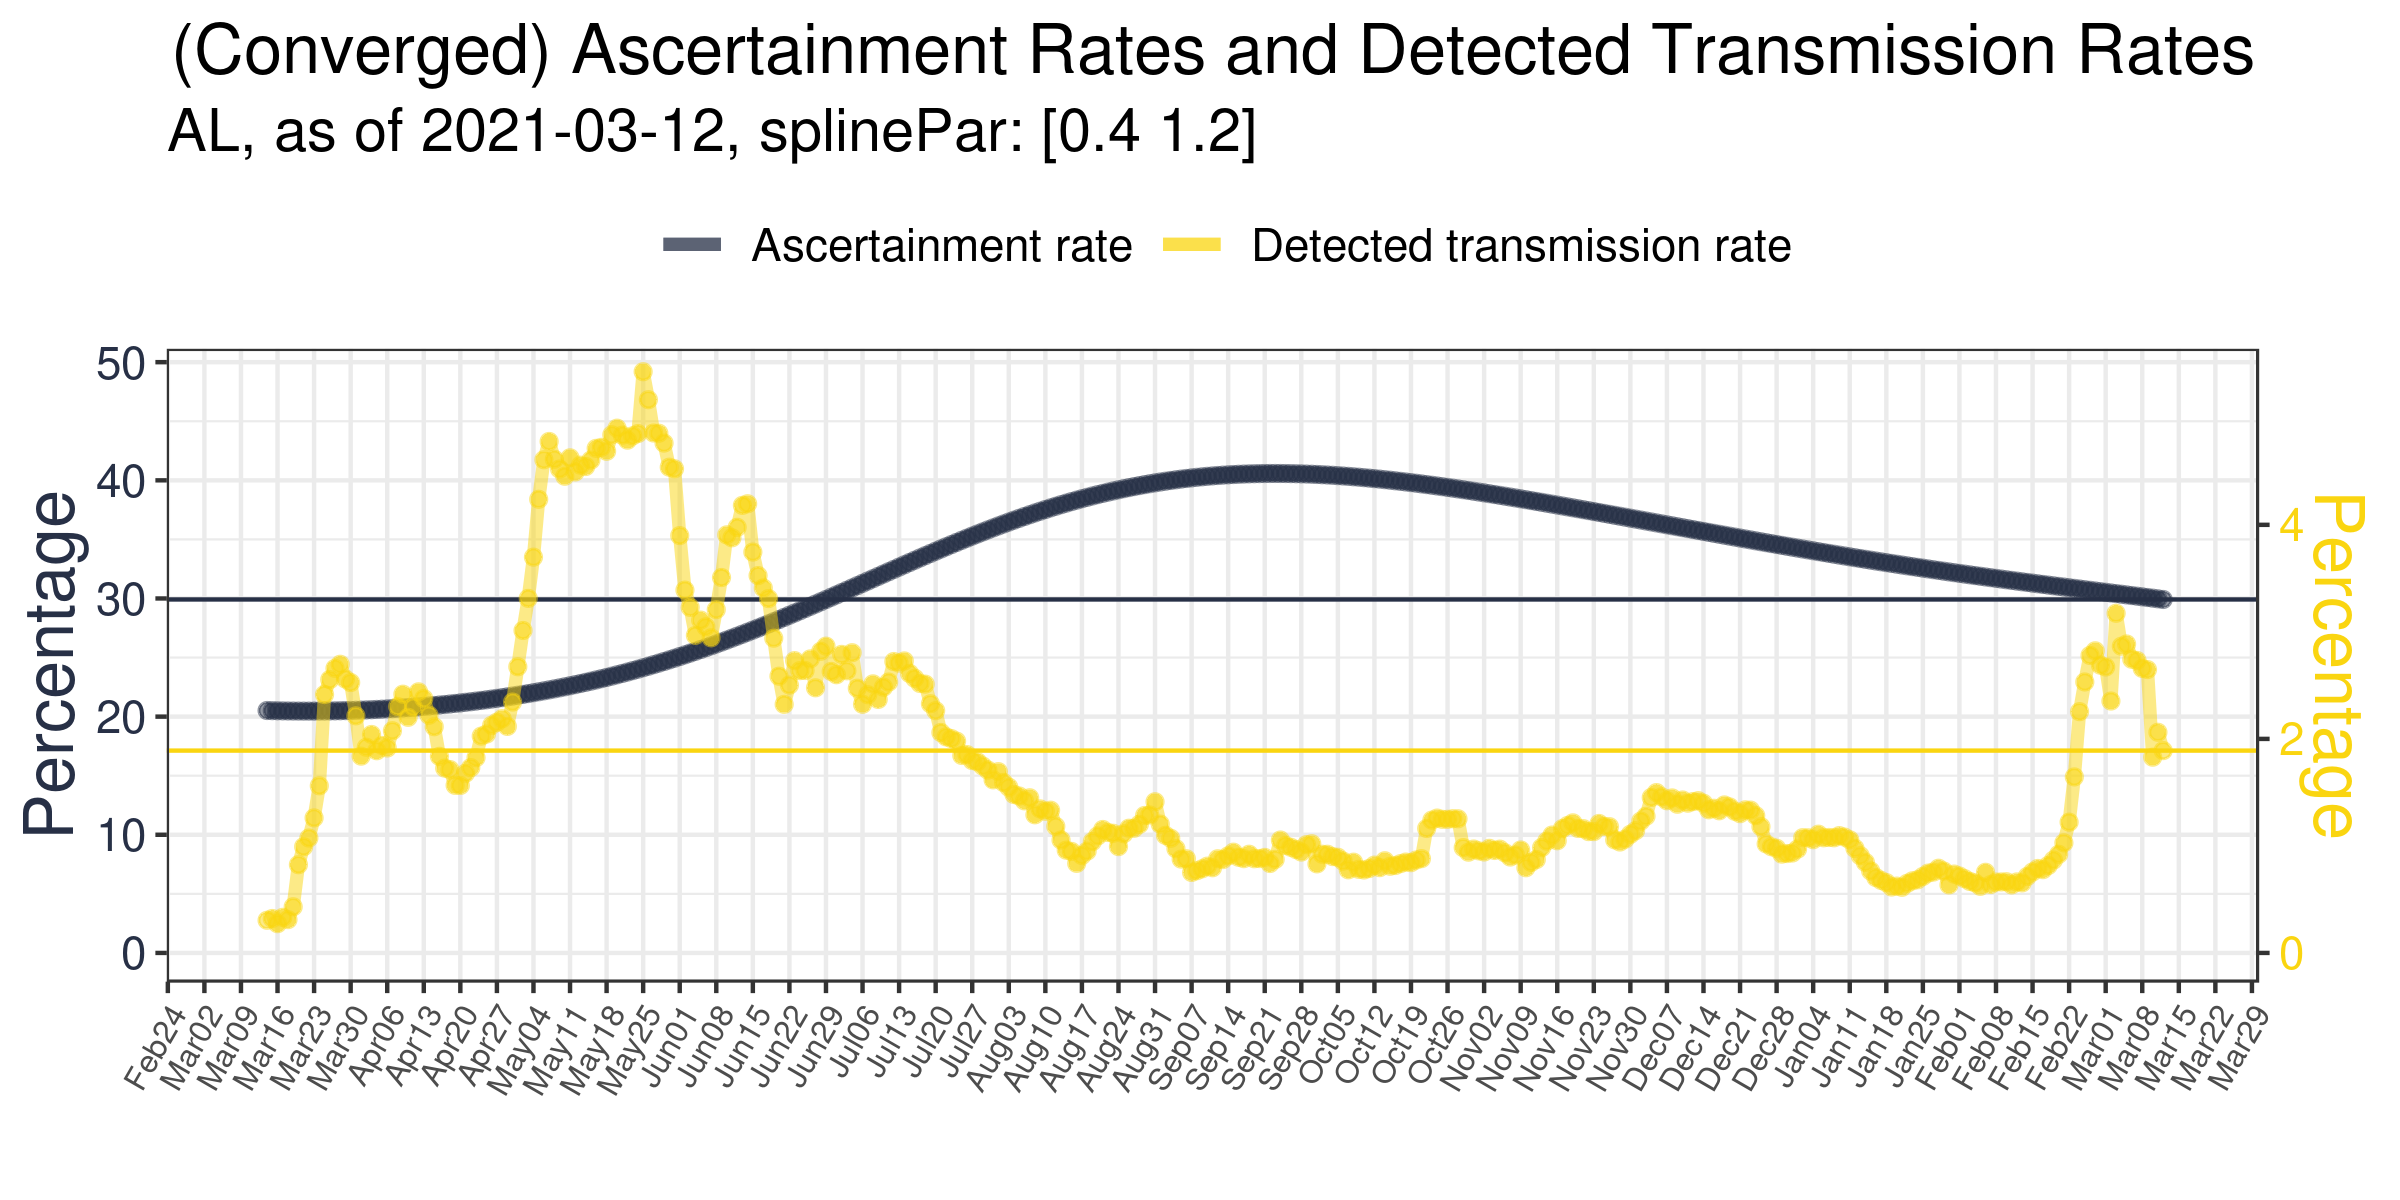 (Converged) Ascertainment Rates and Detected Transmission Rates
AL, as of 2021-03-12, splinePar: [0.4 1.2]
Ascertainment rate
Detected transmission rate
Percentage
50
40
30
20
10
0
4
2
0
Percentage
Feb24
Mar02
Mar09
Mar16
Mar23
Mar30
Apr06
Apr13
Apr20
Apr27
May04
May11
May18
May25
Jun01
Jun08
Jun15
Jun22
Jun29
Jul06
Jul13
Jul20
Jul27
Aug03
Aug10
Aug17
Aug24
Aug31
Sep07
Sep14
Sep21
Sep28
Oct05
Oct12
Oct19
Oct26
Nov02
Nov09
Nov16
Nov23
Nov30
Dec07
Dec14
Dec21
Dec28
Jan04
Jan11
Jan18
Jan25
Feb01
Feb08
Feb15
Feb22
Mar01
Mar08
Mar15
Mar22
Mar29